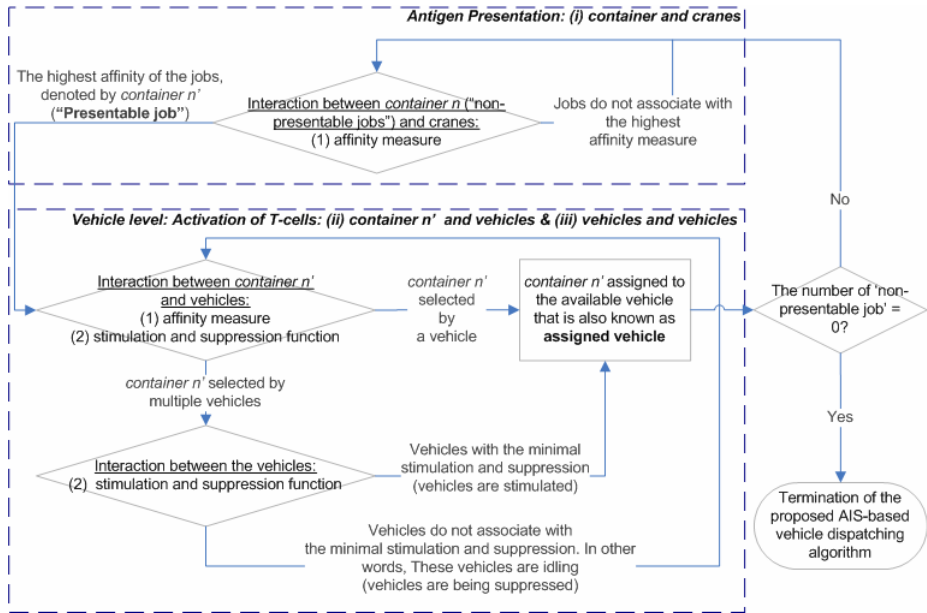 Antigen Presentation: (i) container and cranes
The highest affinity of the jobs,
denoted by container n'
(“Presentable job”)
Interaction between container n (“non-
presentable jobs”) and cranes:
(1) affinity measure
Jobs do not associate with
the highest
affinity measure
No
Vehicle level: Activation of T-cells: (ii) container n' and vehicles & (iii) vehicles and vehicles
Interaction between container n'
and vehicles:
(1) affinity measure
(2) stimulation and suppression function
container n'
selected
by
a vehicle
container n' assigned to
the available vehicle
that is also known as
assigned vehicle
The number of ‘non-
presentable job’ =
0?
container n' selected by
multiple vehicles
Yes
Interaction between the vehicles:
(2) stimulation and suppression function
Vehicles with the minimal
stimulation and suppression
(vehicles are stimulated)
Termination of the
proposed AIS-based
vehicle dispatching
algorithm
Vehicles do not associate with
the minimal stimulation and suppression. In other
words, These vehicles are idling
(vehicles are being suppressed)